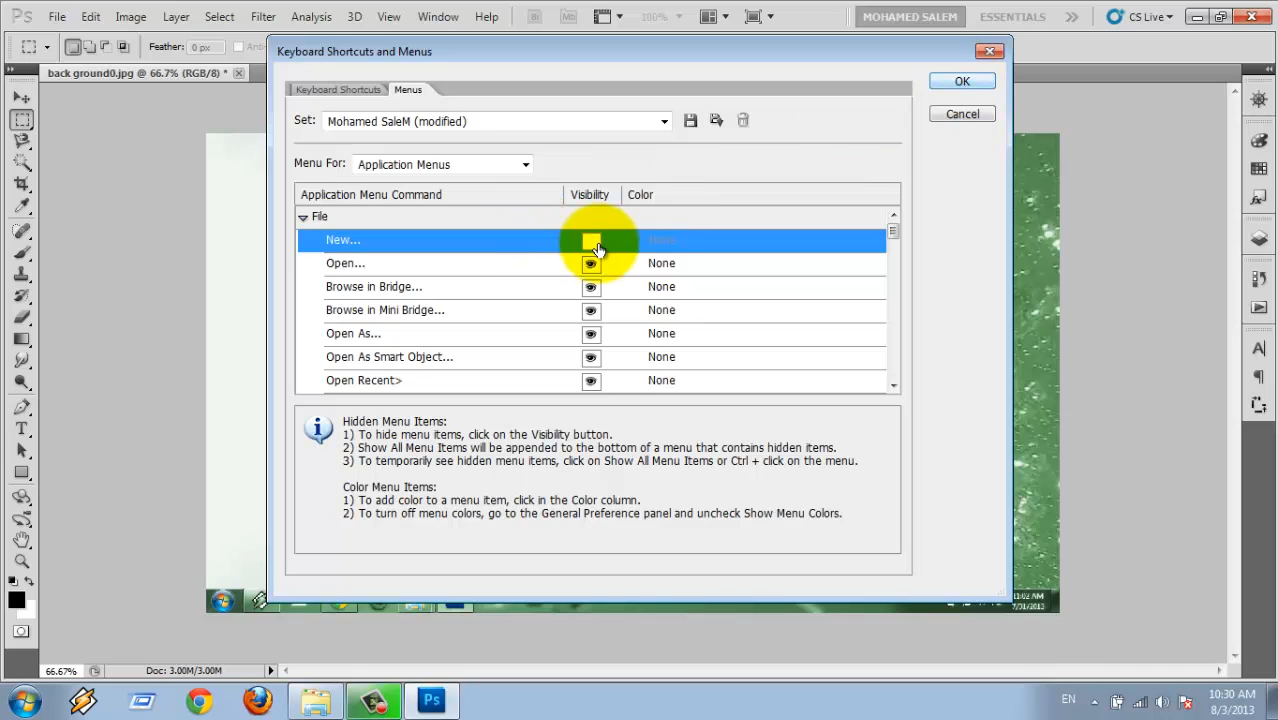 Ps File Edit Image Layer Select Filter Analysis 3D View Window Help Br Mb 100% MOHAMED SALEM ESSENTIALS CS Live
Feather: 0 px
back ground0.jpg @ 66.7% (RGB/8) *
Keyboard Shortcuts and Menus
Keyboard Shortcuts Menus
OK
Set: Mohamed SaleM (modified)
Cancel
Menu For: Application Menus
Application Menu Command Visibility Color
File
New... None
Open... None
Browse in Bridge... None
Browse in Mini Bridge... None
Open As... None
Open As Smart Object... None
Open Recent> None
Hidden Menu Items:
1) To hide menu items, click on the Visibility button.
2) Show All Menu Items will be appended to the bottom of a menu that contains hidden items.
3) To temporarily see hidden menu items, click on Show All Menu Items or Ctrl + click on the menu.
Color Menu Items:
1) To add color to a menu item, click in the Color column.
2) To turn off menu colors, go to the General Preference panel and uncheck Show Menu Colors.
11:02 AM
7/31/2013
66.67% Doc: 3.00M/3.00M
Ps
EN
10:30 AM
8/3/2013